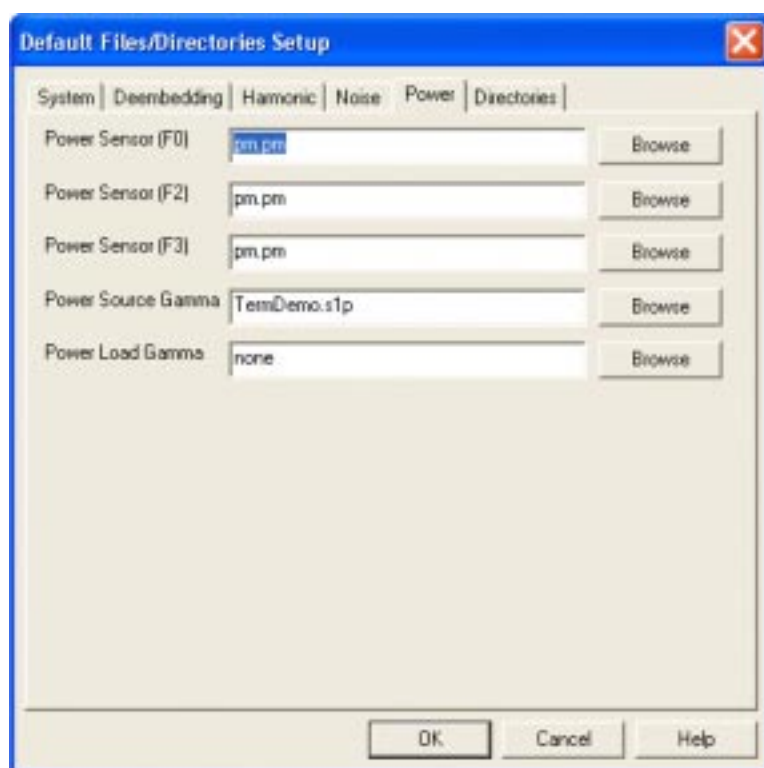 Default Files/Directories Setup
System Deembedding Harmonic Noise Power Directories
Power Sensor (F0) pm.pm Browse
Power Sensor (F2) pm.pm Browse
Power Sensor (F3) pm.pm Browse
Power Source Gamma TermDemo.s1p Browse
Power Load Gamma none Browse
OK Cancel Help